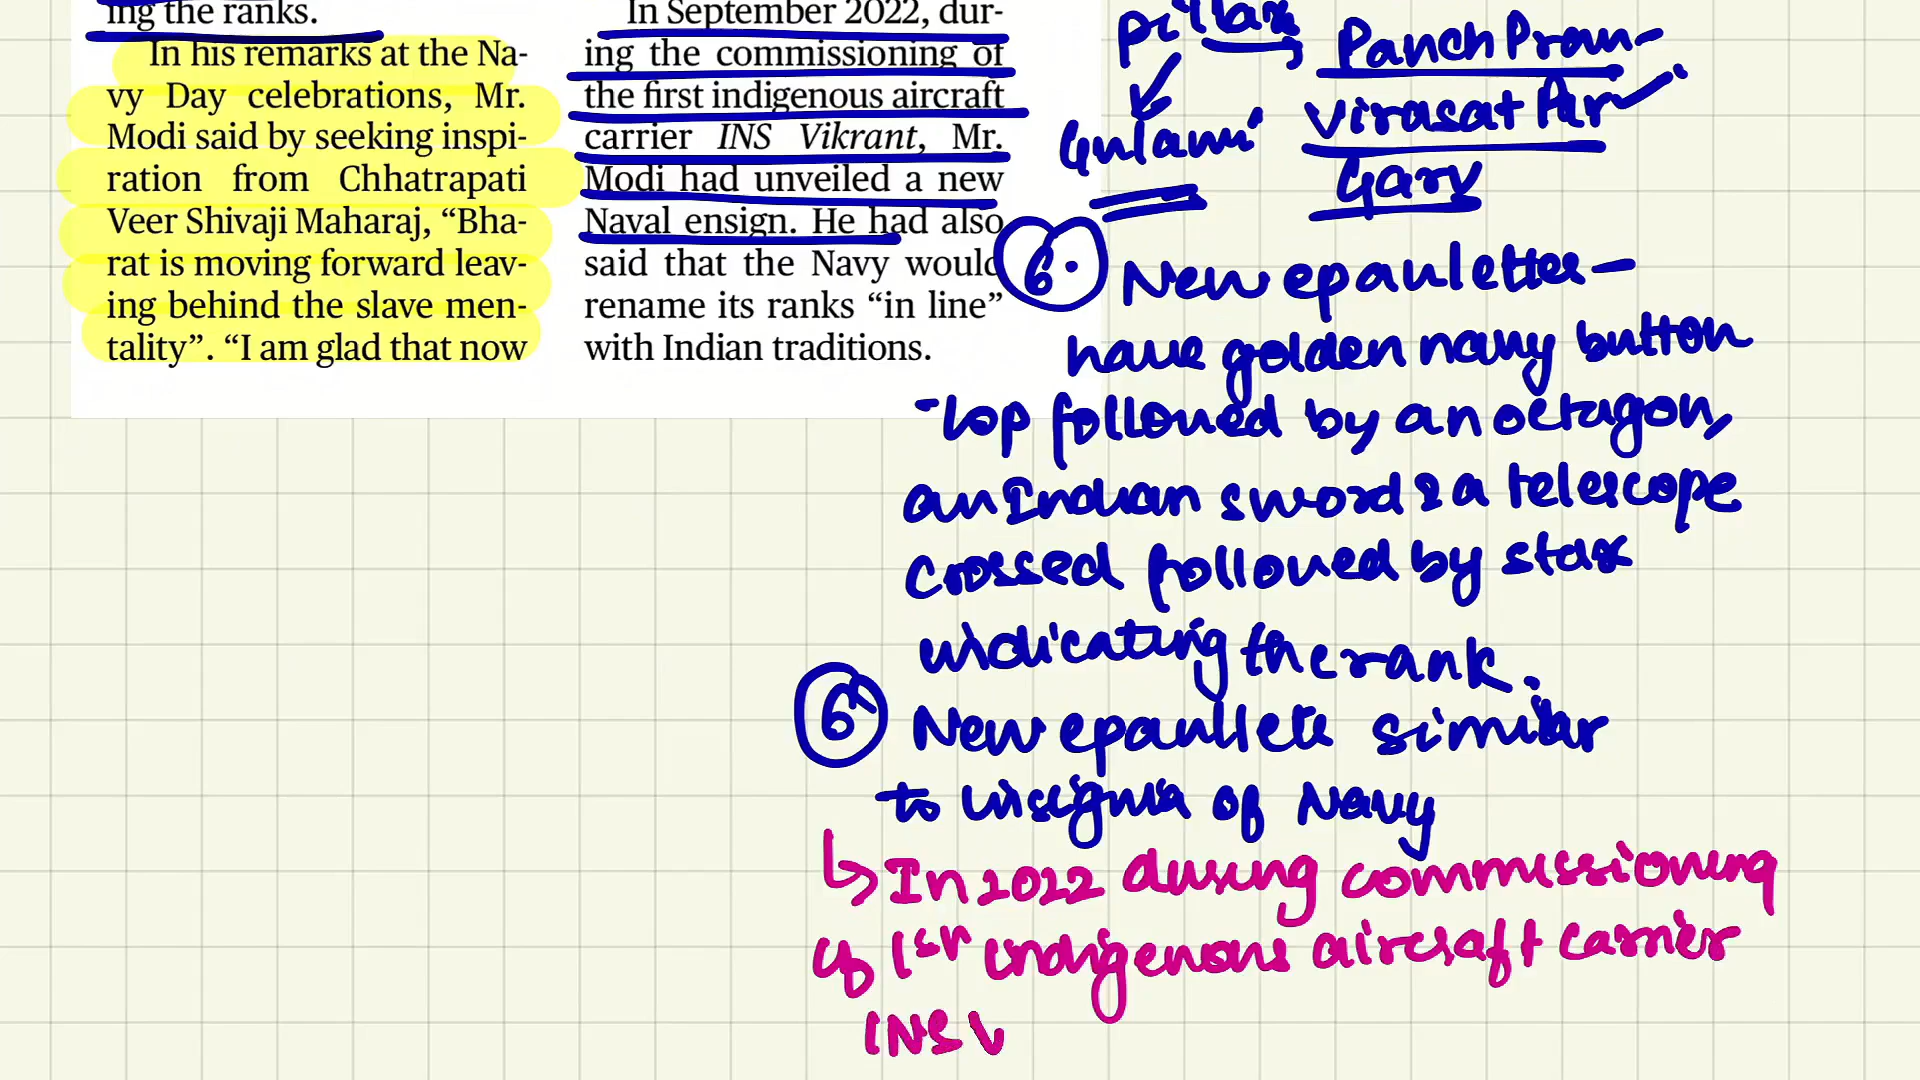 ing the ranks.
In his remarks at the Na-
vy Day celebrations, Mr.
Modi said by seeking inspi-
ration from Chhatrapati
Veer Shivaji Maharaj, “Bha-
rat is moving forward leav-
ing behind the slave men-
tality”. “I am glad that now
In September 2022, dur-
ing the commissioning of
the first indigenous aircraft
carrier INS Vikrant, Mr.
Modi had unveiled a new
Naval ensign. He had also
said that the Navy would
rename its ranks “in line”
with Indian traditions.
Pillars,
Gulami
Panch Pran-
Virasat Par
Garv
6. New epaulettes-
have golden navy button
top followed by an octagon,
an Indian sword & a telescope
crossed followed by stars
indicating the rank.
6 New epaullets similar
to insignia of Navy
↳ In 2022 during commissioning
of 1st indigenous aircraft carrier
INS V